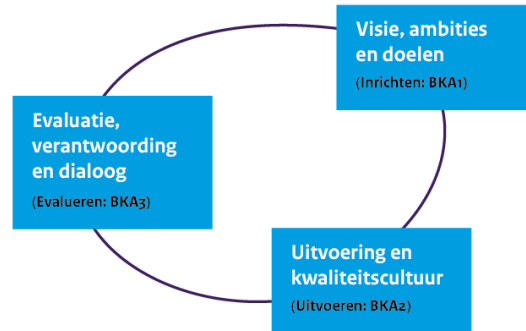 Visie, ambities
en doelen
(Inrichten: BKA1)
Evaluatie,
verantwoording
en dialoog
(Evalueren: BKA3)
Uitvoering en
kwaliteitscultuur
(Uitvoeren: BKA2)